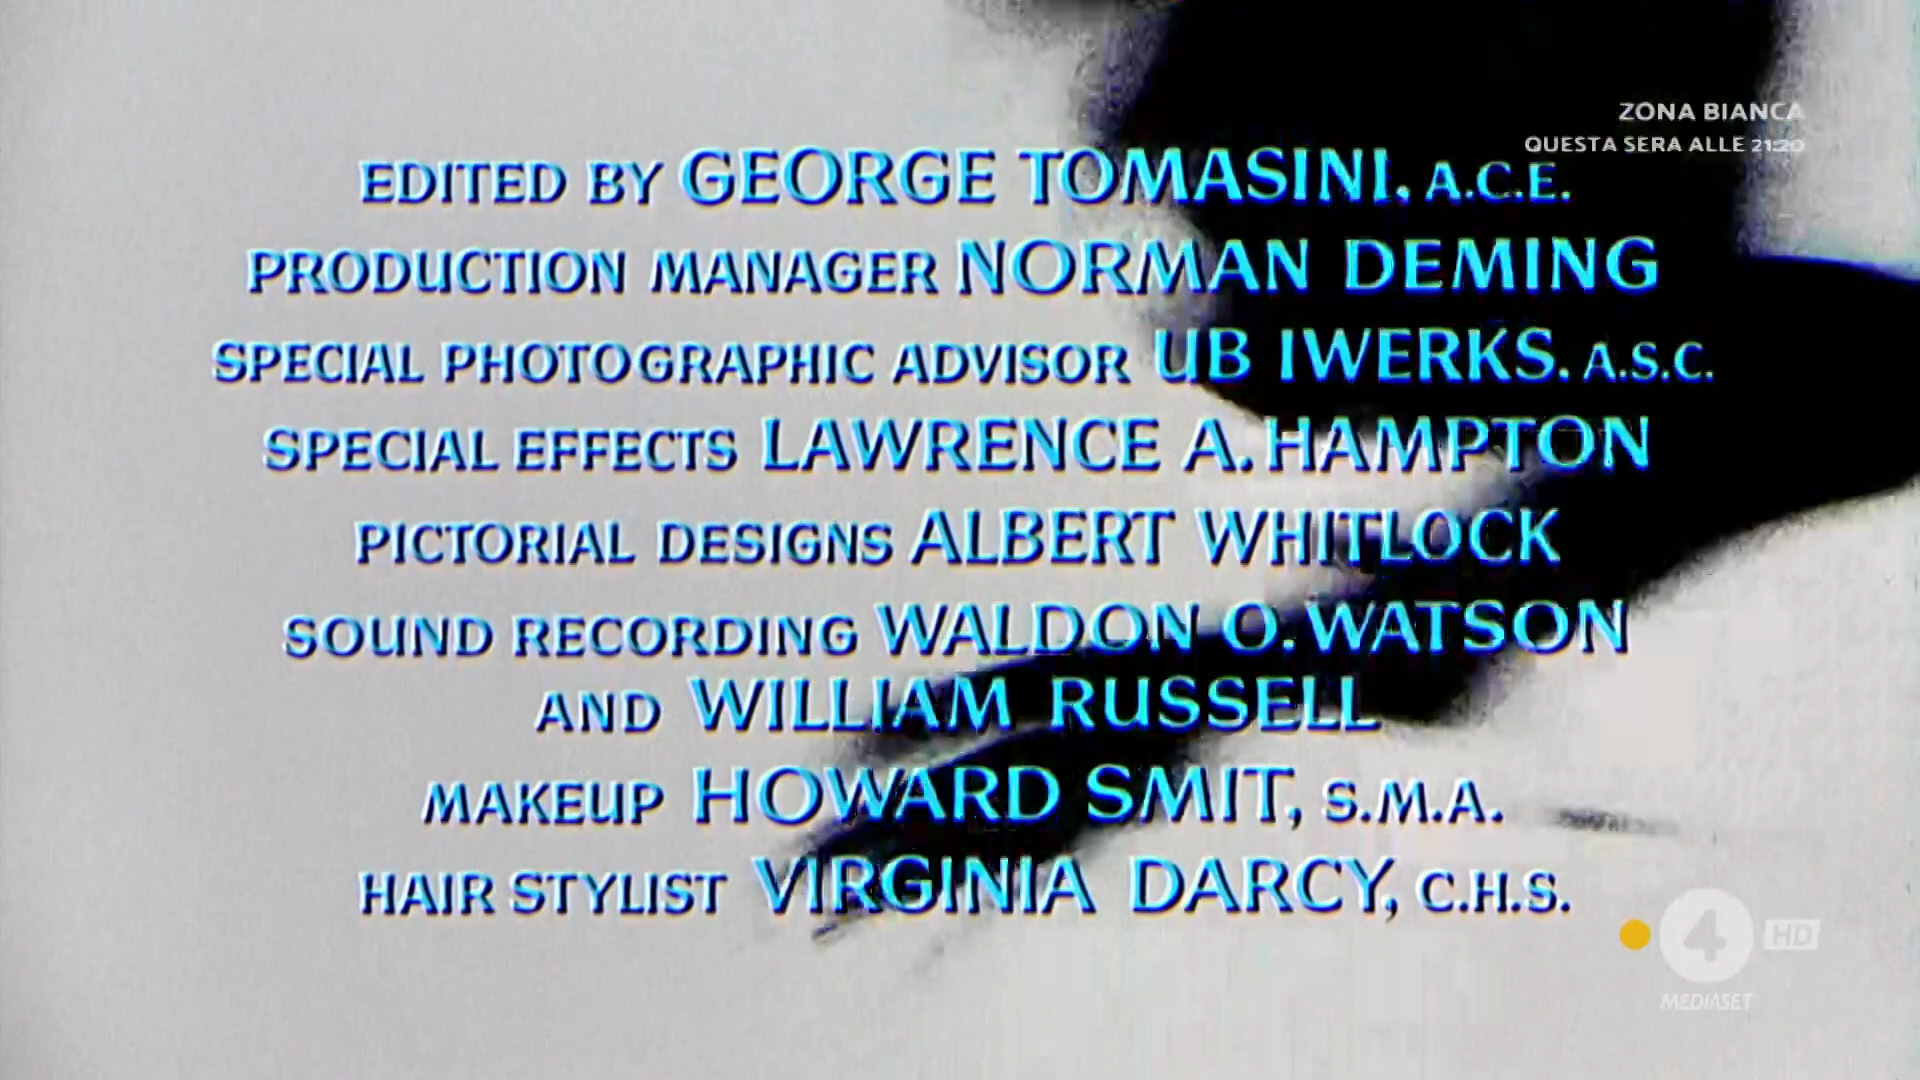 ZONA BIANCA
QUESTA SERA ALLE 21:20
EDITED BY GEORGE TOMASINI, A.C.E.
PRODUCTION MANAGER NORMAN DEMING
SPECIAL PHOTOGRAPHIC ADVISOR UB IWERKS. A.S.C.
SPECIAL EFFECTS LAWRENCE A. HAMPTON
PICTORIAL DESIGNS ALBERT WHITLOCK
SOUND RECORDING WALDON O. WATSON
AND WILLIAM RUSSELL
MAKEUP HOWARD SMIT, S.M.A.
HAIR STYLIST VIRGINIA DARCY, C.H.S.
4 HD
MEDIASET